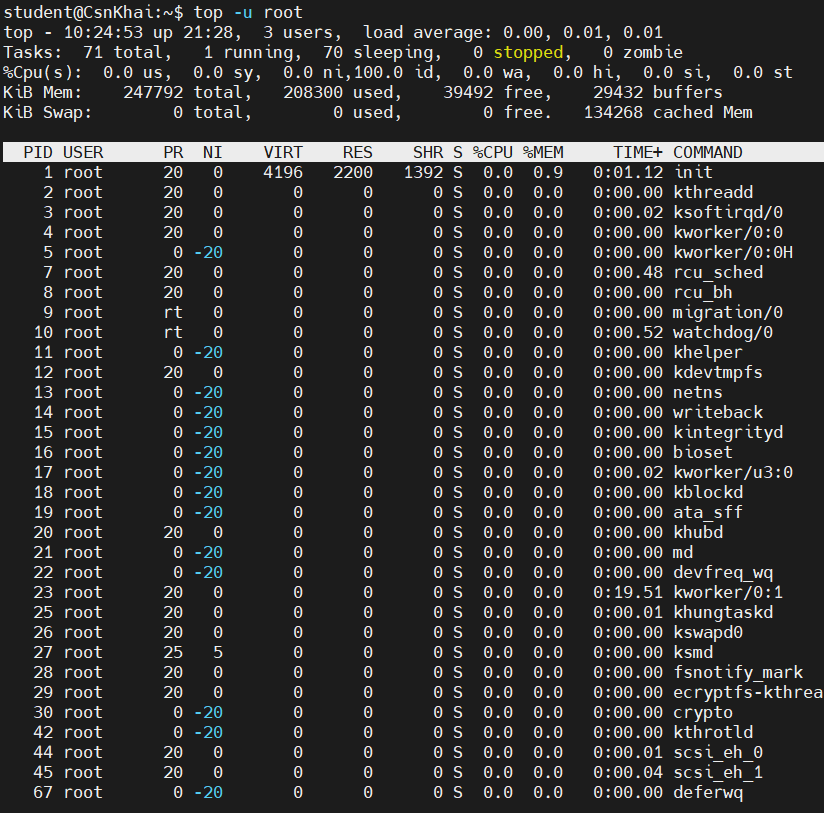 student@CsnKhai:~$ top -u root
top - 10:24:53 up 21:28,  3 users,  load average: 0.00, 0.01, 0.01
Tasks:  71 total,   1 running,  70 sleeping,   0 stopped,   0 zombie
%Cpu(s):  0.0 us,  0.0 sy,  0.0 ni,100.0 id,  0.0 wa,  0.0 hi,  0.0 si,  0.0 st
KiB Mem:    247792 total,   208300 used,    39492 free,    29432 buffers
KiB Swap:        0 total,        0 used,        0 free.   134268 cached Mem
  PID USER      PR  NI    VIRT    RES    SHR S %CPU %MEM     TIME+ COMMAND
    1 root      20   0    4196   2200   1392 S  0.0  0.9   0:01.12 init
    2 root      20   0       0      0      0 S  0.0  0.0   0:00.00 kthreadd
    3 root      20   0       0      0      0 S  0.0  0.0   0:00.02 ksoftirqd/0
    4 root      20   0       0      0      0 S  0.0  0.0   0:00.00 kworker/0:0
    5 root       0 -20       0      0      0 S  0.0  0.0   0:00.00 kworker/0:0H
    7 root      20   0       0      0      0 S  0.0  0.0   0:00.48 rcu_sched
    8 root      20   0       0      0      0 S  0.0  0.0   0:00.00 rcu_bh
    9 root      rt   0       0      0      0 S  0.0  0.0   0:00.00 migration/0
   10 root      rt   0       0      0      0 S  0.0  0.0   0:00.52 watchdog/0
   11 root       0 -20       0      0      0 S  0.0  0.0   0:00.00 khelper
   12 root      20   0       0      0      0 S  0.0  0.0   0:00.00 kdevtmpfs
   13 root       0 -20       0      0      0 S  0.0  0.0   0:00.00 netns
   14 root       0 -20       0      0      0 S  0.0  0.0   0:00.00 writeback
   15 root       0 -20       0      0      0 S  0.0  0.0   0:00.00 kintegrityd
   16 root       0 -20       0      0      0 S  0.0  0.0   0:00.00 bioset
   17 root       0 -20       0      0      0 S  0.0  0.0   0:00.02 kworker/u3:0
   18 root       0 -20       0      0      0 S  0.0  0.0   0:00.00 kblockd
   19 root       0 -20       0      0      0 S  0.0  0.0   0:00.00 ata_sff
   20 root      20   0       0      0      0 S  0.0  0.0   0:00.00 khubd
   21 root       0 -20       0      0      0 S  0.0  0.0   0:00.00 md
   22 root       0 -20       0      0      0 S  0.0  0.0   0:00.00 devfreq_wq
   23 root      20   0       0      0      0 S  0.0  0.0   0:19.51 kworker/0:1
   25 root      20   0       0      0      0 S  0.0  0.0   0:00.01 khungtaskd
   26 root      20   0       0      0      0 S  0.0  0.0   0:00.00 kswapd0
   27 root      25   5       0      0      0 S  0.0  0.0   0:00.00 ksmd
   28 root      20   0       0      0      0 S  0.0  0.0   0:00.00 fsnotify_mark
   29 root      20   0       0      0      0 S  0.0  0.0   0:00.00 ecryptfs-kthrea
   30 root       0 -20       0      0      0 S  0.0  0.0   0:00.00 crypto
   42 root       0 -20       0      0      0 S  0.0  0.0   0:00.00 kthrotld
   44 root      20   0       0      0      0 S  0.0  0.0   0:00.01 scsi_eh_0
   45 root      20   0       0      0      0 S  0.0  0.0   0:00.04 scsi_eh_1
   67 root       0 -20       0      0      0 S  0.0  0.0   0:00.00 deferwq